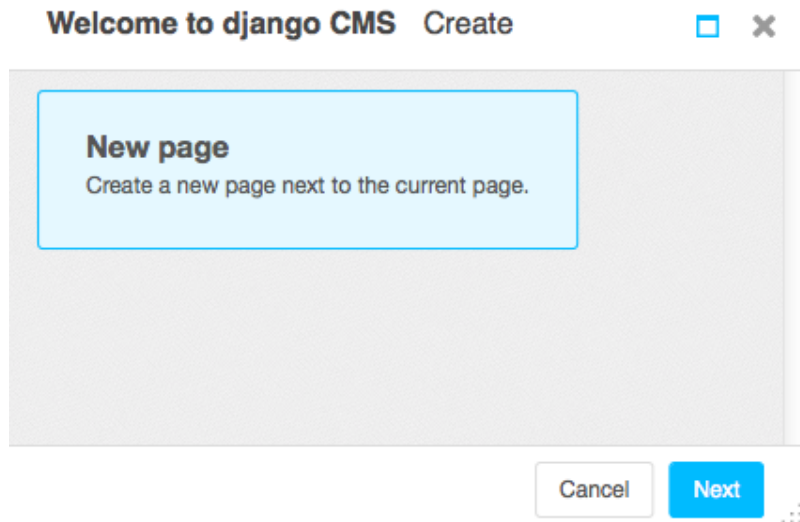 Welcome to django CMS Create
New page
Create a new page next to the current page.
Cancel Next